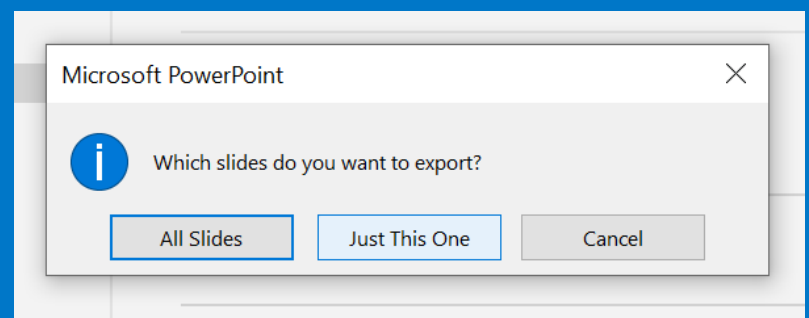 Microsoft PowerPoint
Which slides do you want to export?
All Slides
Just This One
Cancel